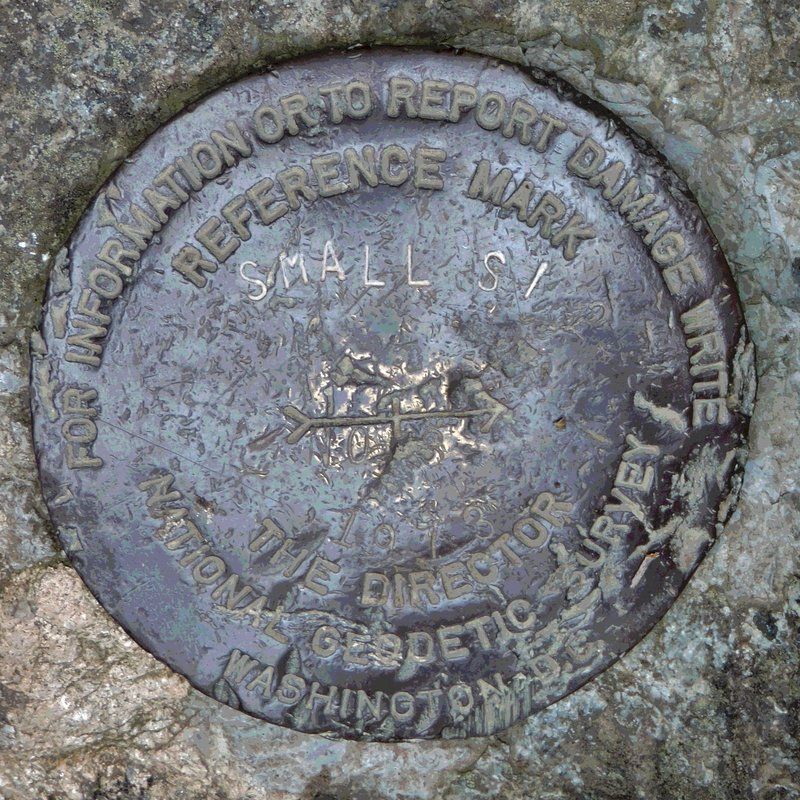 FOR INFORMATION OR TO REPORT DAMAGE WRITE
REFERENCE MARK
SMALL
THE DIRECTOR
NATIONAL GEODETIC SURVEY
WASHINGTON, D.C.